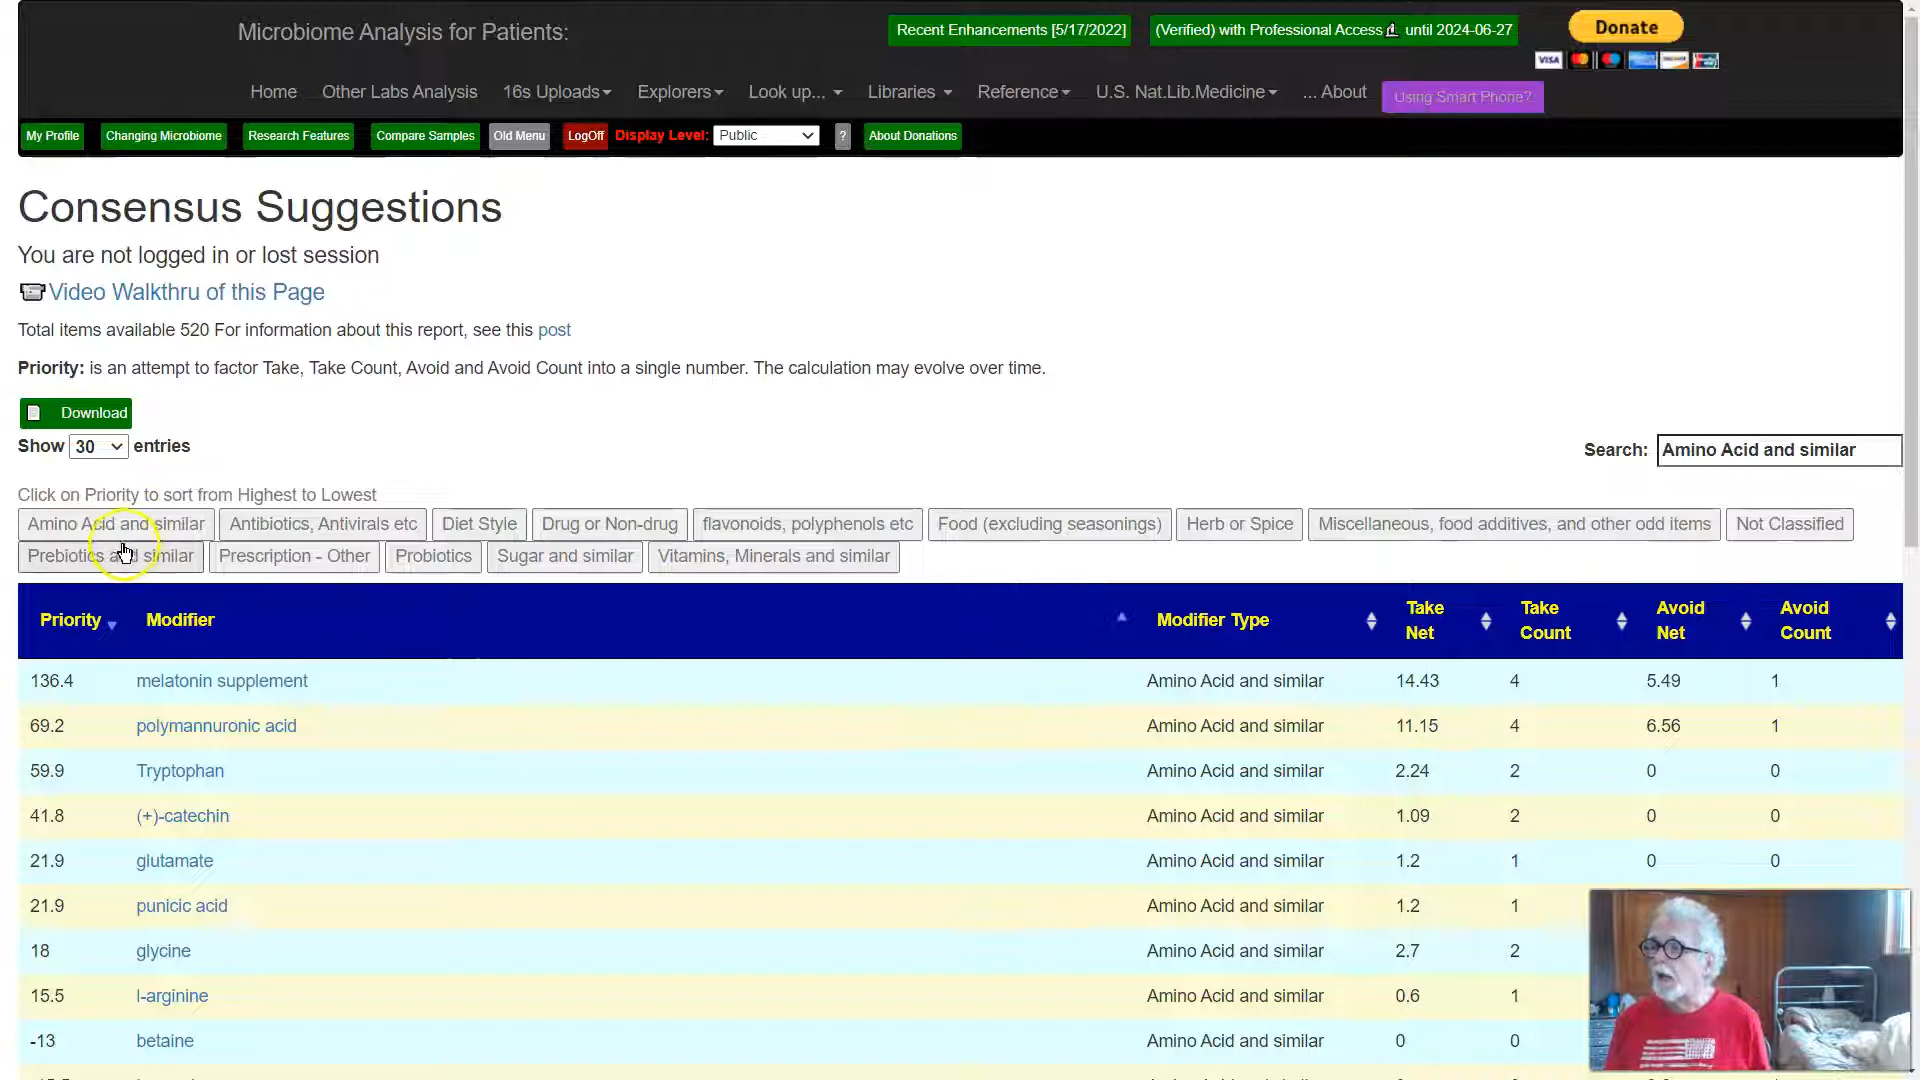 Microbiome Analysis for Patients:
Recent Enhancements [5/17/2022]
(Verified) with Professional Access until 2024-06-27
Donate
VISA
Home Other Labs Analysis 16s Uploads Explorers Look up... Libraries Reference U.S. Nat.Lib.Medicine ... About Using Smart Phone?
My Profile Changing Microbiome Research Features Compare Samples Old Menu LogOff Display Level: Public ? About Donations
Consensus Suggestions
You are not logged in or lost session
Video Walkthru of this Page
Total items available 520 For information about this report, see this post
Priority: is an attempt to factor Take, Take Count, Avoid and Avoid Count into a single number. The calculation may evolve over time.
Download
Show 30 entries
Search: Amino Acid and similar
Click on Priority to sort from Highest to Lowest
Amino Acid and similar Antibiotics, Antivirals etc Diet Style Drug or Non-drug flavonoids, polyphenols etc Food (excluding seasonings) Herb or Spice Miscellaneous, food additives, and other odd items Not Classified
Prebiotics and similar Prescription - Other Probiotics Sugar and similar Vitamins, Minerals and similar
Priority Modifier Modifier Type Take Net Take Count Avoid Net Avoid Count
136.4 melatonin supplement Amino Acid and similar 14.43 4 5.49 1
69.2 polymannuronic acid Amino Acid and similar 11.15 4 6.56 1
59.9 Tryptophan Amino Acid and similar 2.24 2 0 0
41.8 (+)-catechin Amino Acid and similar 1.09 2 0 0
21.9 glutamate Amino Acid and similar 1.2 1 0 0
21.9 punicic acid Amino Acid and similar 1.2 1
18 glycine Amino Acid and similar 2.7 2
15.5 l-arginine Amino Acid and similar 0.6 1
-13 betaine Amino Acid and similar 0 0